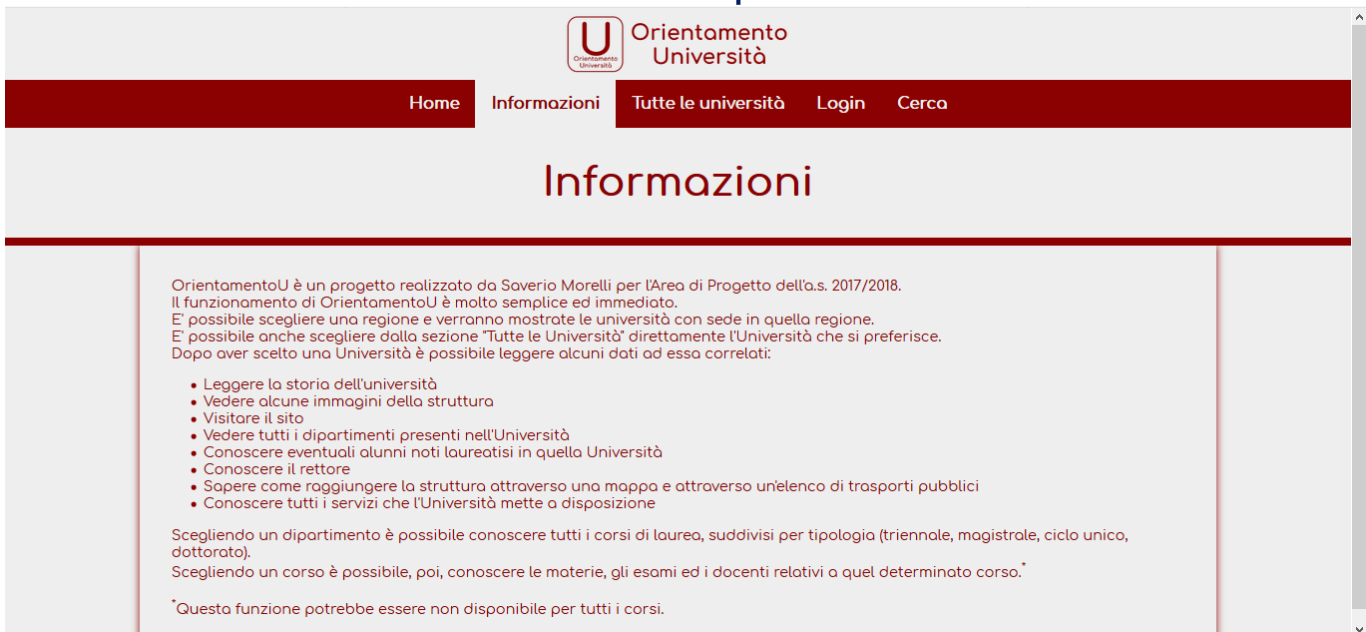 Orientamento
Università
Orientamento
Università
Home Informazioni Tutte le università Login Cerca
Informazioni
OrientamentoU è un progetto realizzato da Saverio Morelli per l'Area di Progetto dell'a.s. 2017/2018.
Il funzionamento di OrientamentoU è molto semplice ed immediato.
E' possibile scegliere una regione e verranno mostrate le università con sede in quella regione.
E' possibile anche scegliere dalla sezione "Tutte le Università" direttamente l'Università che si preferisce.
Dopo aver scelto una Università è possibile leggere alcuni dati ad essa correlati:
• Leggere la storia dell'università
• Vedere alcune immagini della struttura
• Visitare il sito
• Vedere tutti i dipartimenti presenti nell'Università
• Conoscere eventuali alunni noti laureatisi in quella Università
• Conoscere il rettore
• Sapere come raggiungere la struttura attraverso una mappa e attraverso un'elenco di trasporti pubblici
• Conoscere tutti i servizi che l'Università mette a disposizione
Scegliendo un dipartimento è possibile conoscere tutti i corsi di laurea, suddivisi per tipologia (triennale, magistrale, ciclo unico,
dottorato).
Scegliendo un corso è possibile, poi, conoscere le materie, gli esami ed i docenti relativi a quel determinato corso.*
*Questa funzione potrebbe essere non disponibile per tutti i corsi.